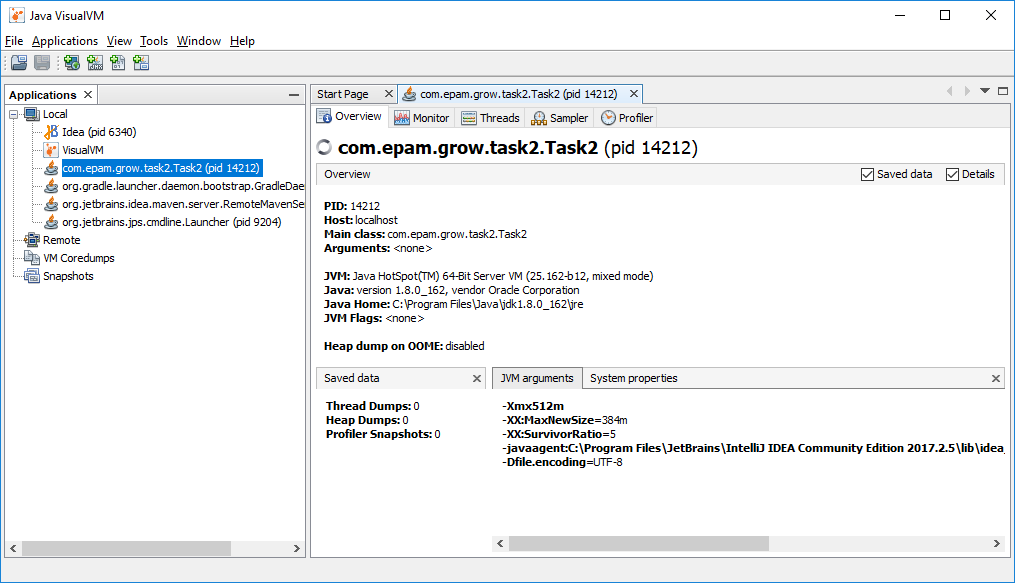 Java VisualVM
File Applications View Tools Window Help
Applications
Local
Idea (pid 6340)
VisualVM
com.epam.grow.task2.Task2 (pid 14212)
org.gradle.launcher.daemon.bootstrap.GradleDae
org.jetbrains.idea.maven.server.RemoteMavenSe
org.jetbrains.jps.cmdline.Launcher (pid 9204)
Remote
VM Coredumps
Snapshots
Start Page com.epam.grow.task2.Task2 (pid 14212)
Overview Monitor Threads Sampler Profiler
com.epam.grow.task2.Task2 (pid 14212)
Overview Saved data Details
PID: 14212
Host: localhost
Main class: com.epam.grow.task2.Task2
Arguments: <none>
JVM: Java HotSpot(TM) 64-Bit Server VM (25.162-b12, mixed mode)
Java: version 1.8.0_162, vendor Oracle Corporation
Java Home: C:\Program Files\Java\jdk1.8.0_162\jre
JVM Flags: <none>
Heap dump on OOME: disabled
Saved data
Thread Dumps: 0
Heap Dumps: 0
Profiler Snapshots: 0
JVM arguments System properties
-Xmx512m
-XX:MaxNewSize=384m
-XX:SurvivorRatio=5
-javaagent:C:\Program Files\JetBrains\IntelliJ IDEA Community Edition 2017.2.5\lib\idea_
-Dfile.encoding=UTF-8